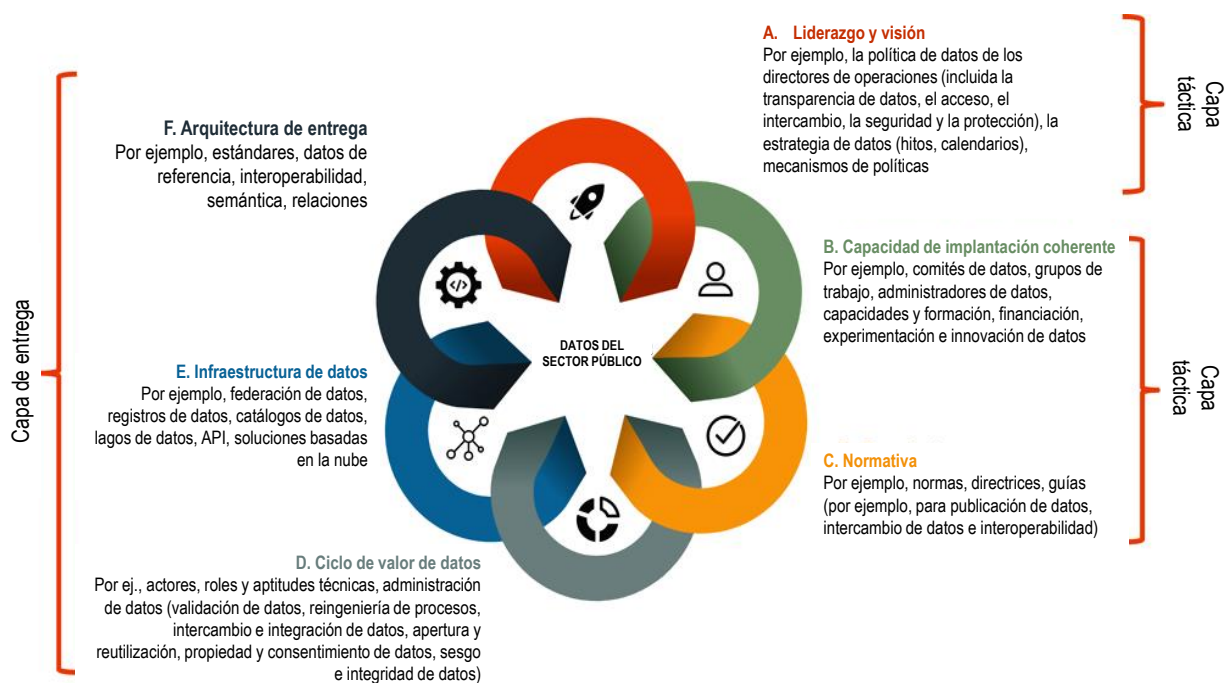 A. Liderazgo y visión
Por ejemplo, la política de datos de los
directores de operaciones (incluida la
transparencia de datos, el acceso, el
intercambio, la seguridad y la protección), la
estrategia de datos (hitos, calendarios),
mecanismos de políticas
Capa
táctica
B. Capacidad de implantación coherente
Por ejemplo, comités de datos, grupos de
trabajo, administradores de datos,
capacidades y formación, financiación,
experimentación e innovación de datos
C. Normativa
Por ejemplo, normas, directrices, guías
(por ejemplo, para publicación de datos,
intercambio de datos e interoperabilidad)
Capa
táctica
DATOS DEL
SECTOR PÚBLICO
</>
F. Arquitectura de entrega
Por ejemplo, estándares, datos de
referencia, interoperabilidad,
semántica, relaciones
E. Infraestructura de datos
Por ejemplo, federación de datos,
registros de datos, catálogos de datos,
lagos de datos, API, soluciones basadas
en la nube
D. Ciclo de valor de datos
Por ej., actores, roles y aptitudes técnicas, administración
de datos (validación de datos, reingeniería de procesos,
intercambio e integración de datos, apertura y
reutilización, propiedad y consentimiento de datos, sesgo
e integridad de datos)
Capa de entrega